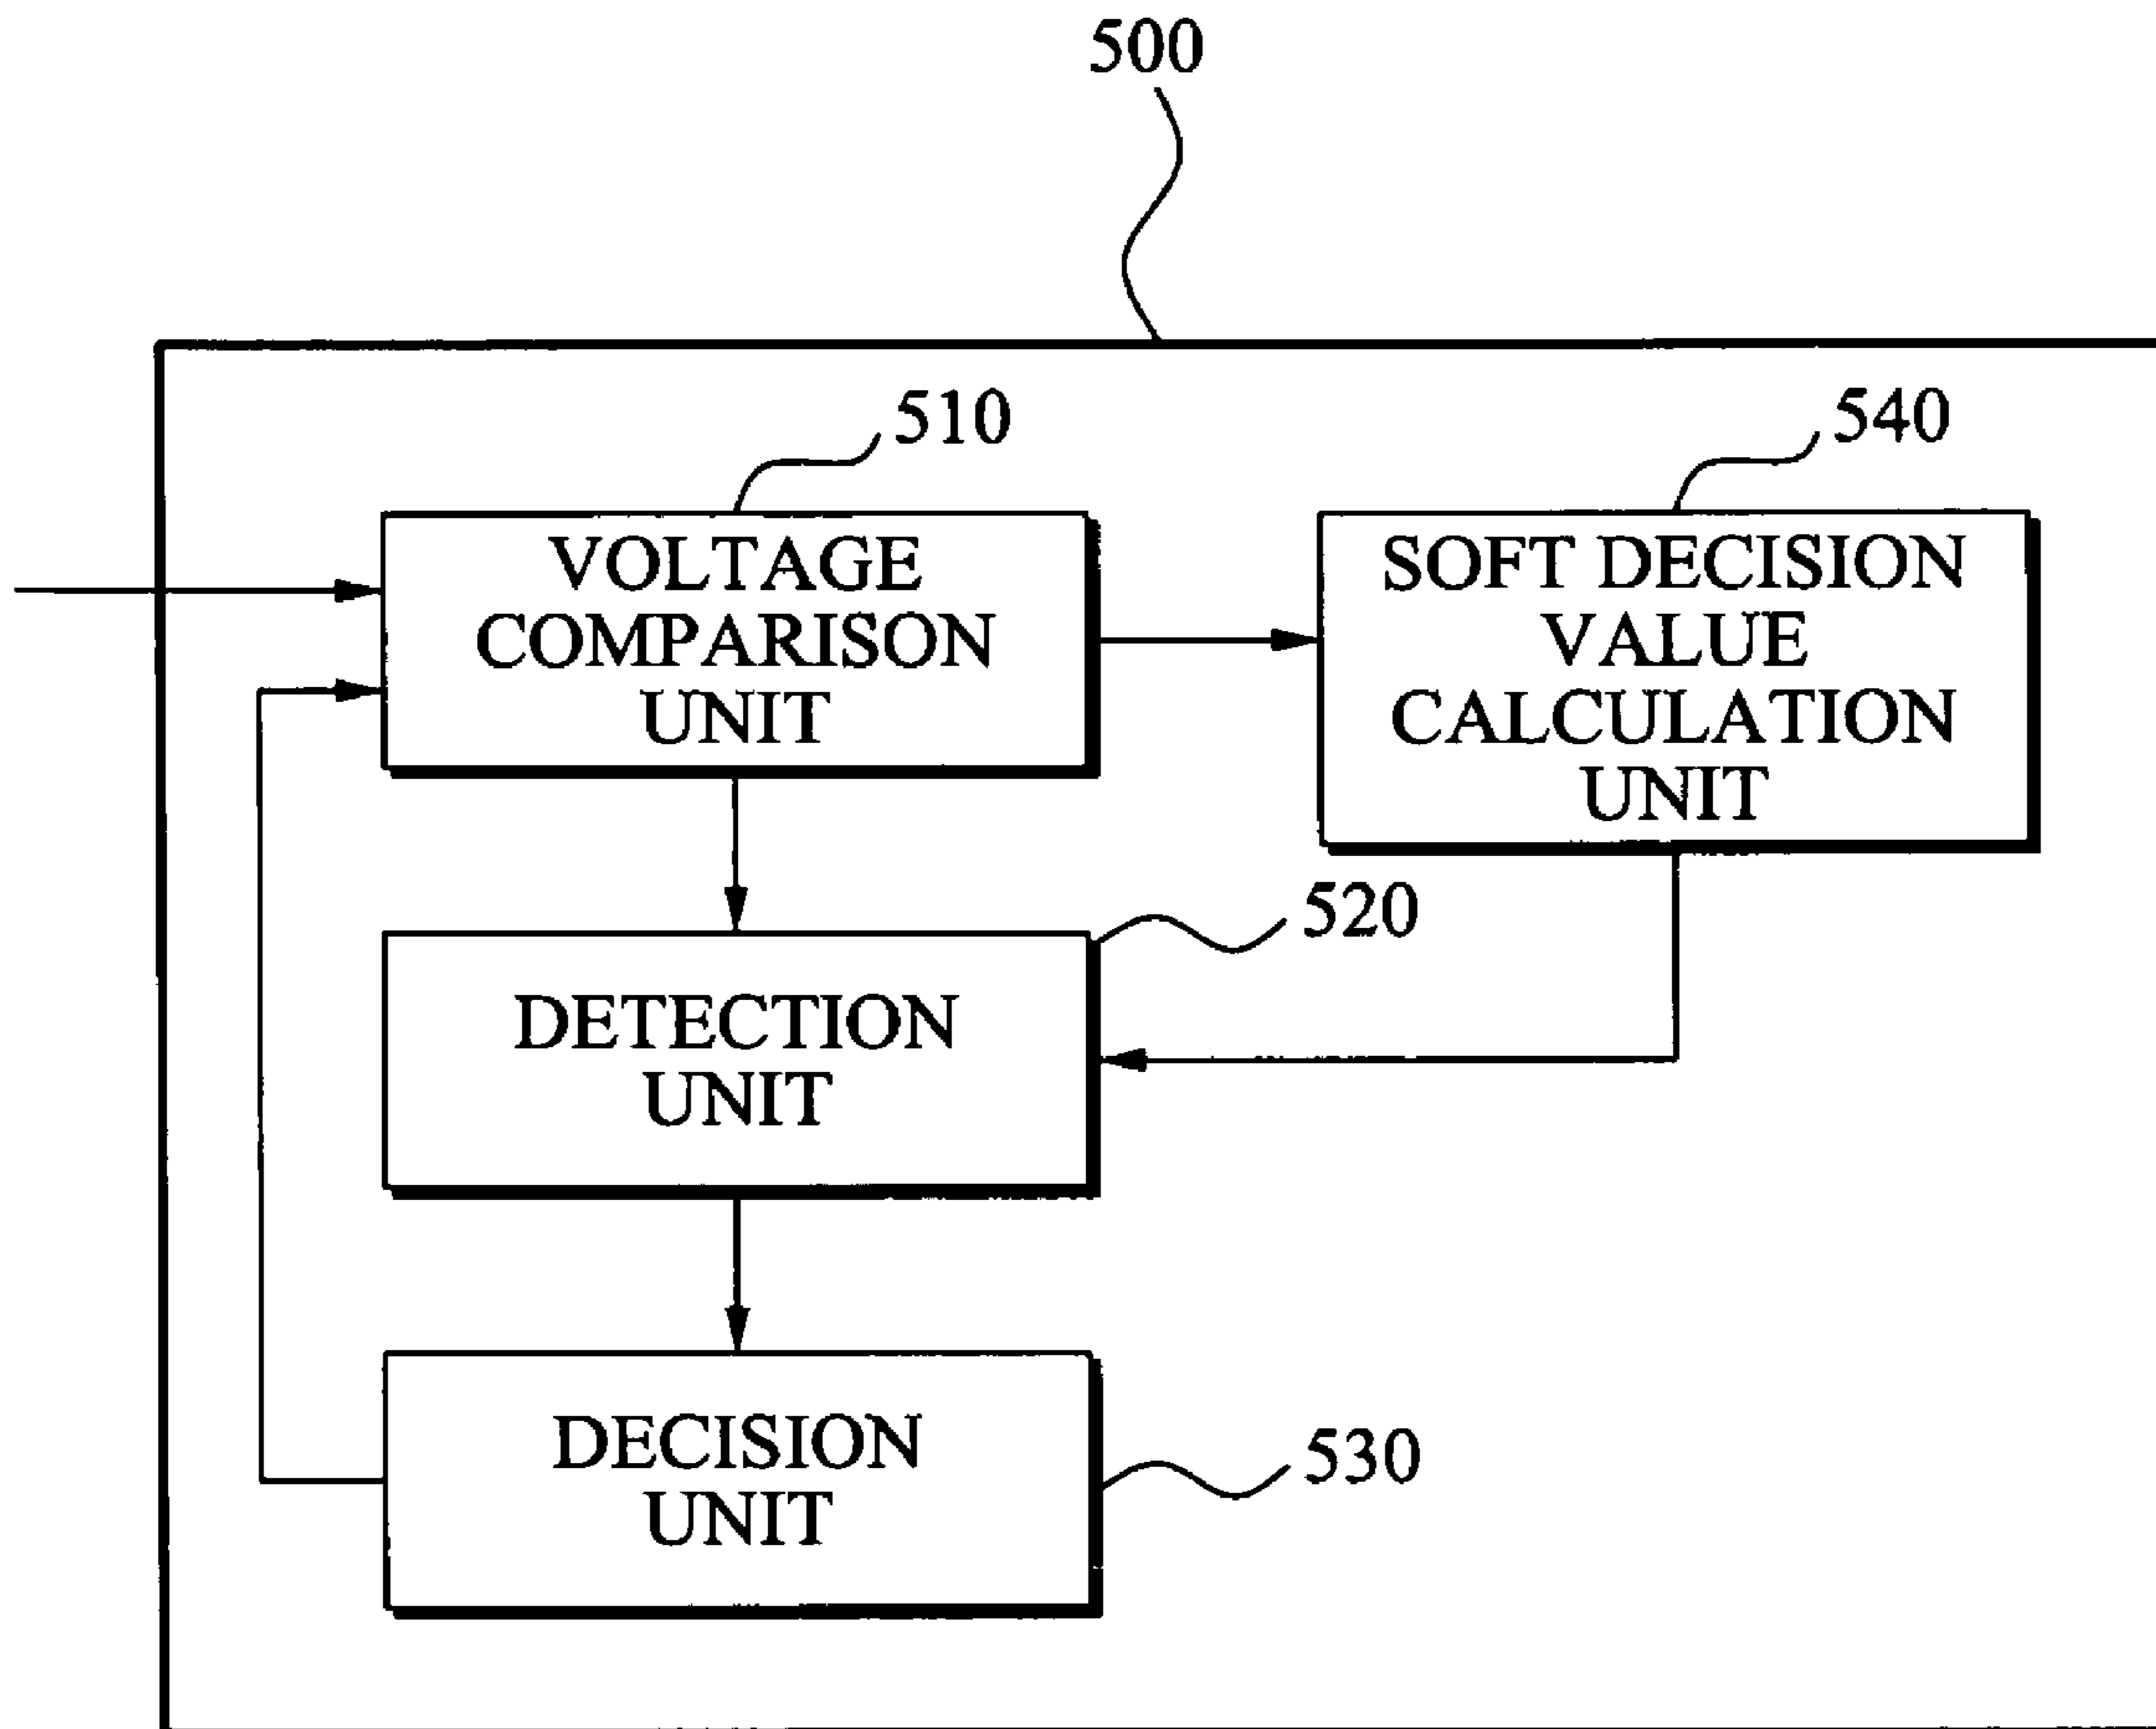 500
510
540
VOLTAGE
COMPARISON
UNIT
SOFT DECISION
VALUE
CALCULATION
UNIT
520
DETECTION
UNIT
DECISION
UNIT
530